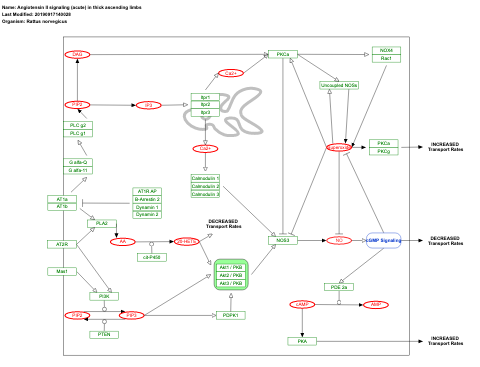 Name: Angiotensin II signaling (acute) in thick ascending limbs
Last Modified: 20190917140028
Organism: Rattus norvegicus
DAG
PKCa
NOX4
Rac1
Ca2+
Uncoupled NOSs
PIP2
IP3
Itpr1
Itpr2
Itpr3
PLC g2
PLC g1
Ca2+
Superoxide
PKCa
PKCg
INCREASED
Transport Rates
G alfa-Q
G alfa-11
Calmodulin 1
Calmodulin 2
Calmodulin 3
AT1a
AT1b
AT1R AP
B-Arrestin 2
Dynamin 1
Dynamin 2
PLA2
DECREASED
Transport Rates
AT2R
AA
20-HETE
c4-P450
NOS3
NO
cGMP Signaling
DECREASED
Transport Rates
Mas1
Akt1 / PKB
Akt2 / PKB
Akt3 / PKB
PDE 2a
PI3K
cAMP
AMP
PIP2
PIP3
PDPK1
PTEN
PKA
INCREASED
Transport Rates